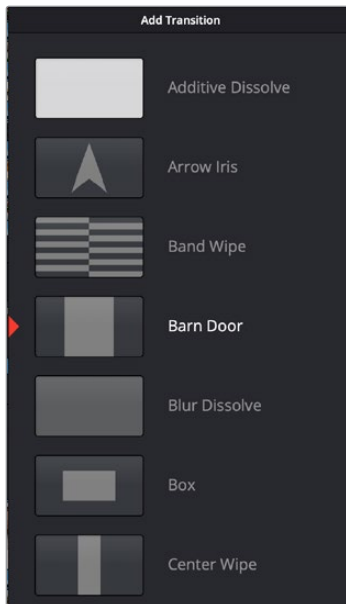 Add Transition
Additive Dissolve
Arrow Iris
Band Wipe
Barn Door
Blur Dissolve
Box
Center Wipe